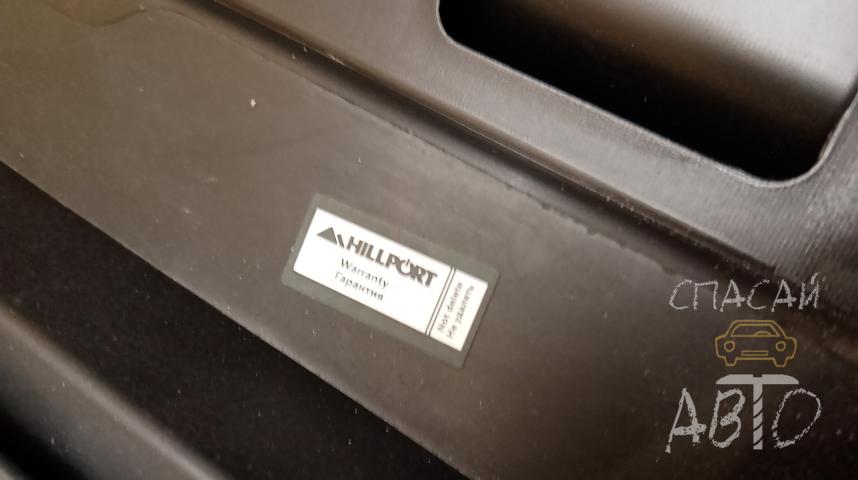 HILLPORT
Warranty
Гарантия
Not delete
Не удалять
СПАСАЙ
АВТО